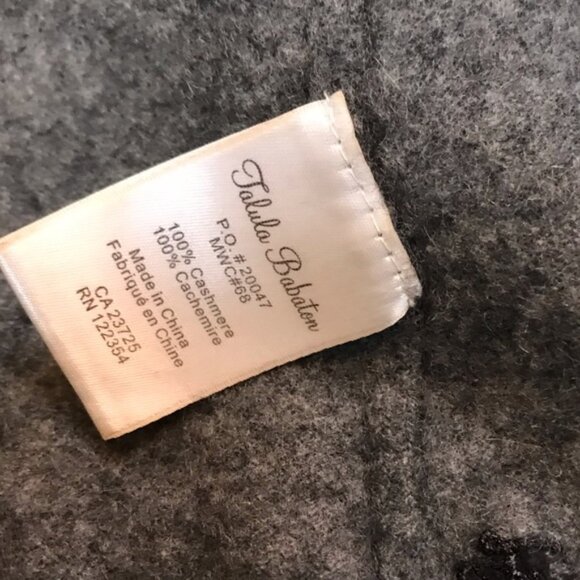 Talula Babaton
P.O. # 20047
MWC#68
100% Cashmere
100% Cachemire
Made in China
Fabriqué en Chine
CA 23725
RN 122354